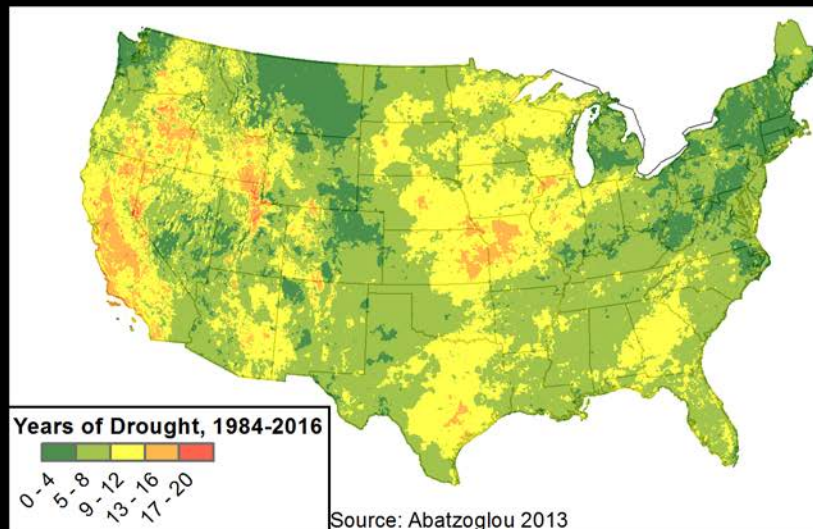 Years of Drought, 1984-2016
0 - 4
5 - 8
9 - 12
13 - 16
17 - 20
Source: Abatzoglou 2013